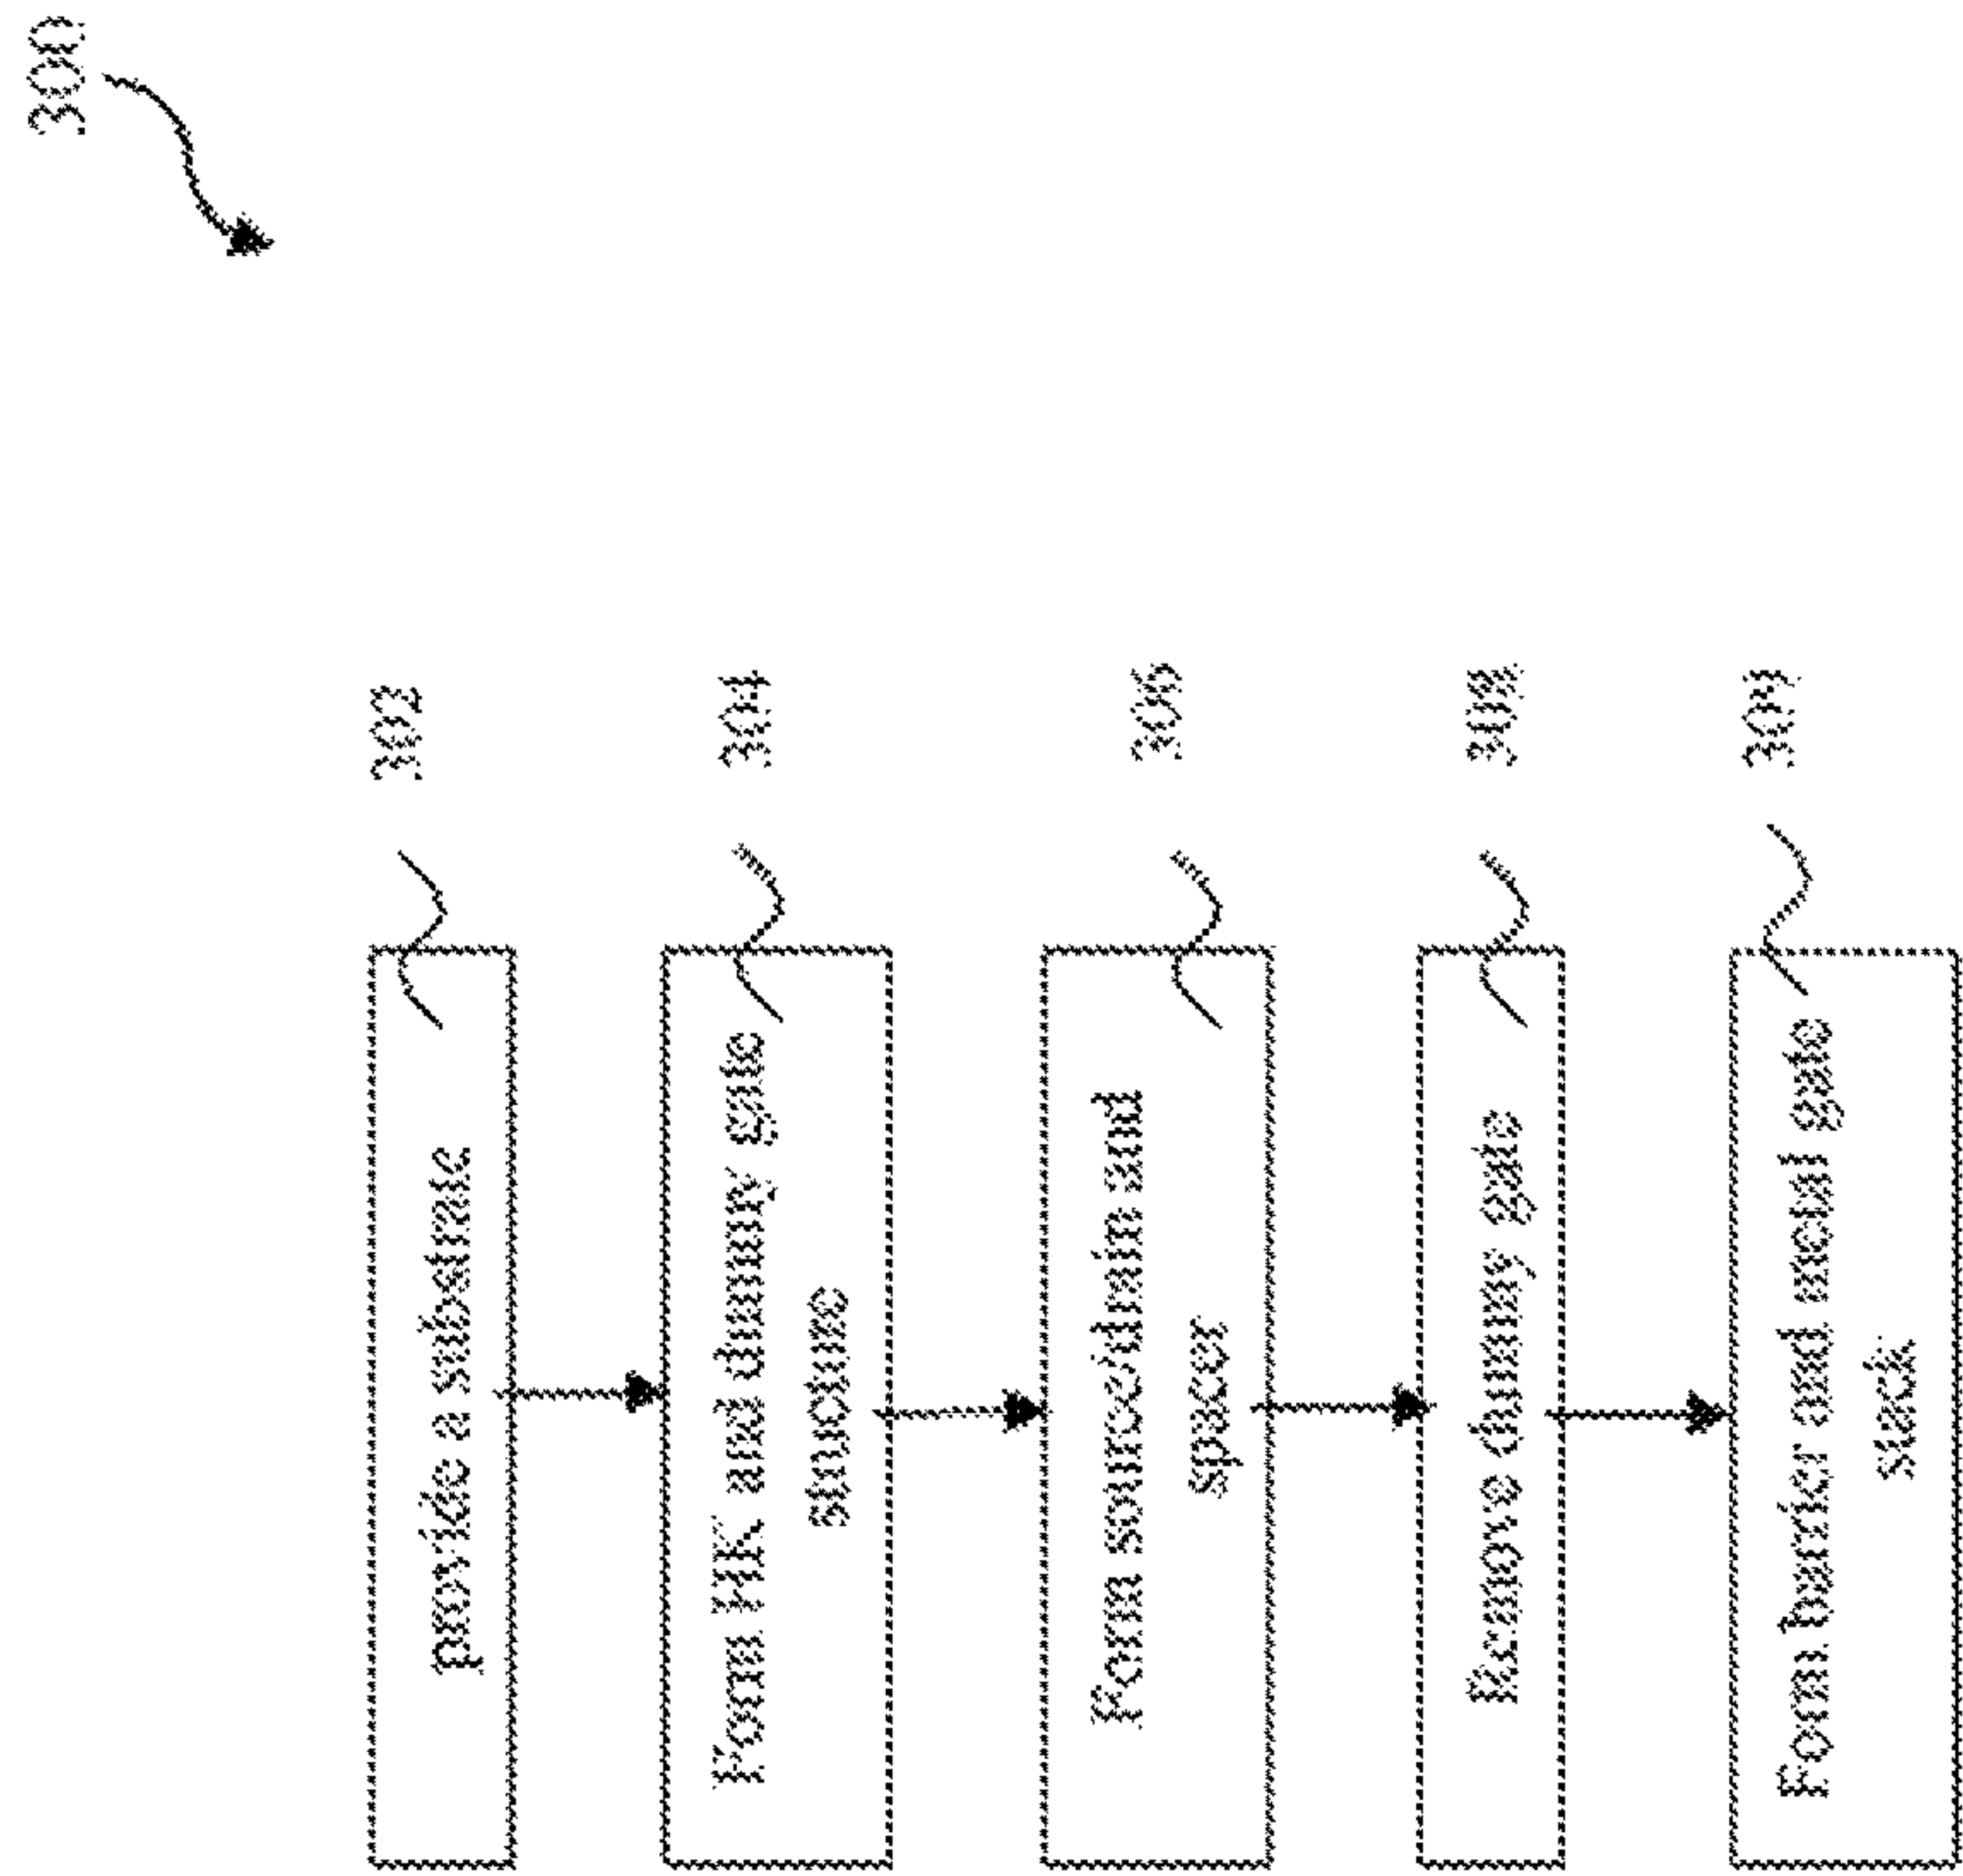 300
provide a substrate
302
Form HK and dummy gate
structure
304
Form source/drain and
spacer
306
Remove dummy gate
308
Form barrier and metal gate
stack
309